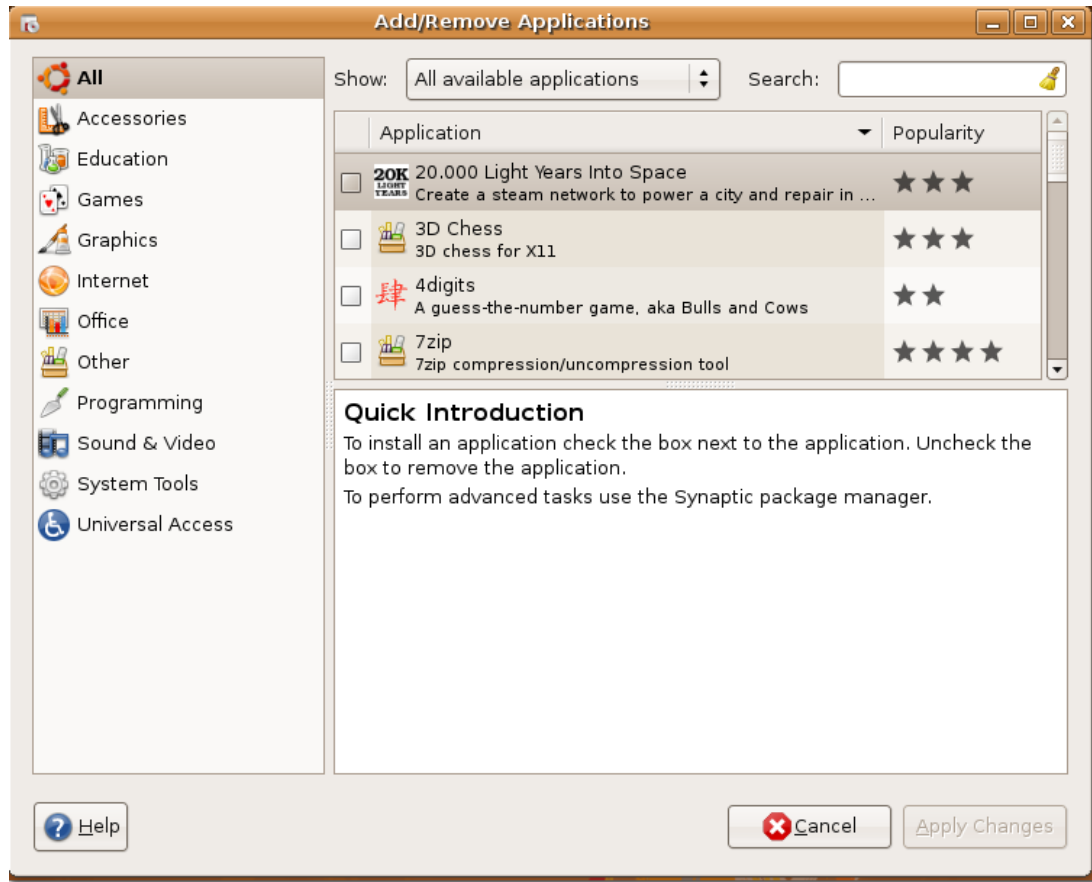 Add/Remove Applications
All
Accessories
Education
Games
Graphics
Internet
Office
Other
Programming
Sound & Video
System Tools
Universal Access
Show: All available applications Search:
Application Popularity
20K LIGHT YEARS
20.000 Light Years Into Space
Create a steam network to power a city and repair in ...
3D Chess
3D chess for X11
肆
4digits
A guess-the-number game, aka Bulls and Cows
7zip
7zip compression/uncompression tool
Quick Introduction
To install an application check the box next to the application. Uncheck the
box to remove the application.
To perform advanced tasks use the Synaptic package manager.
Help
Cancel
Apply Changes